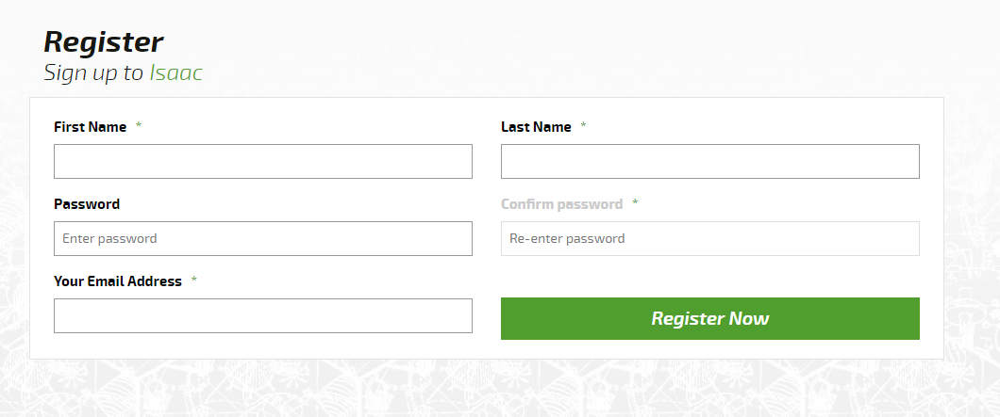 Register
Sign up to Isaac
First Name *
Last Name *
Password
Confirm password *
Enter password
Re-enter password
Your Email Address *
Register Now